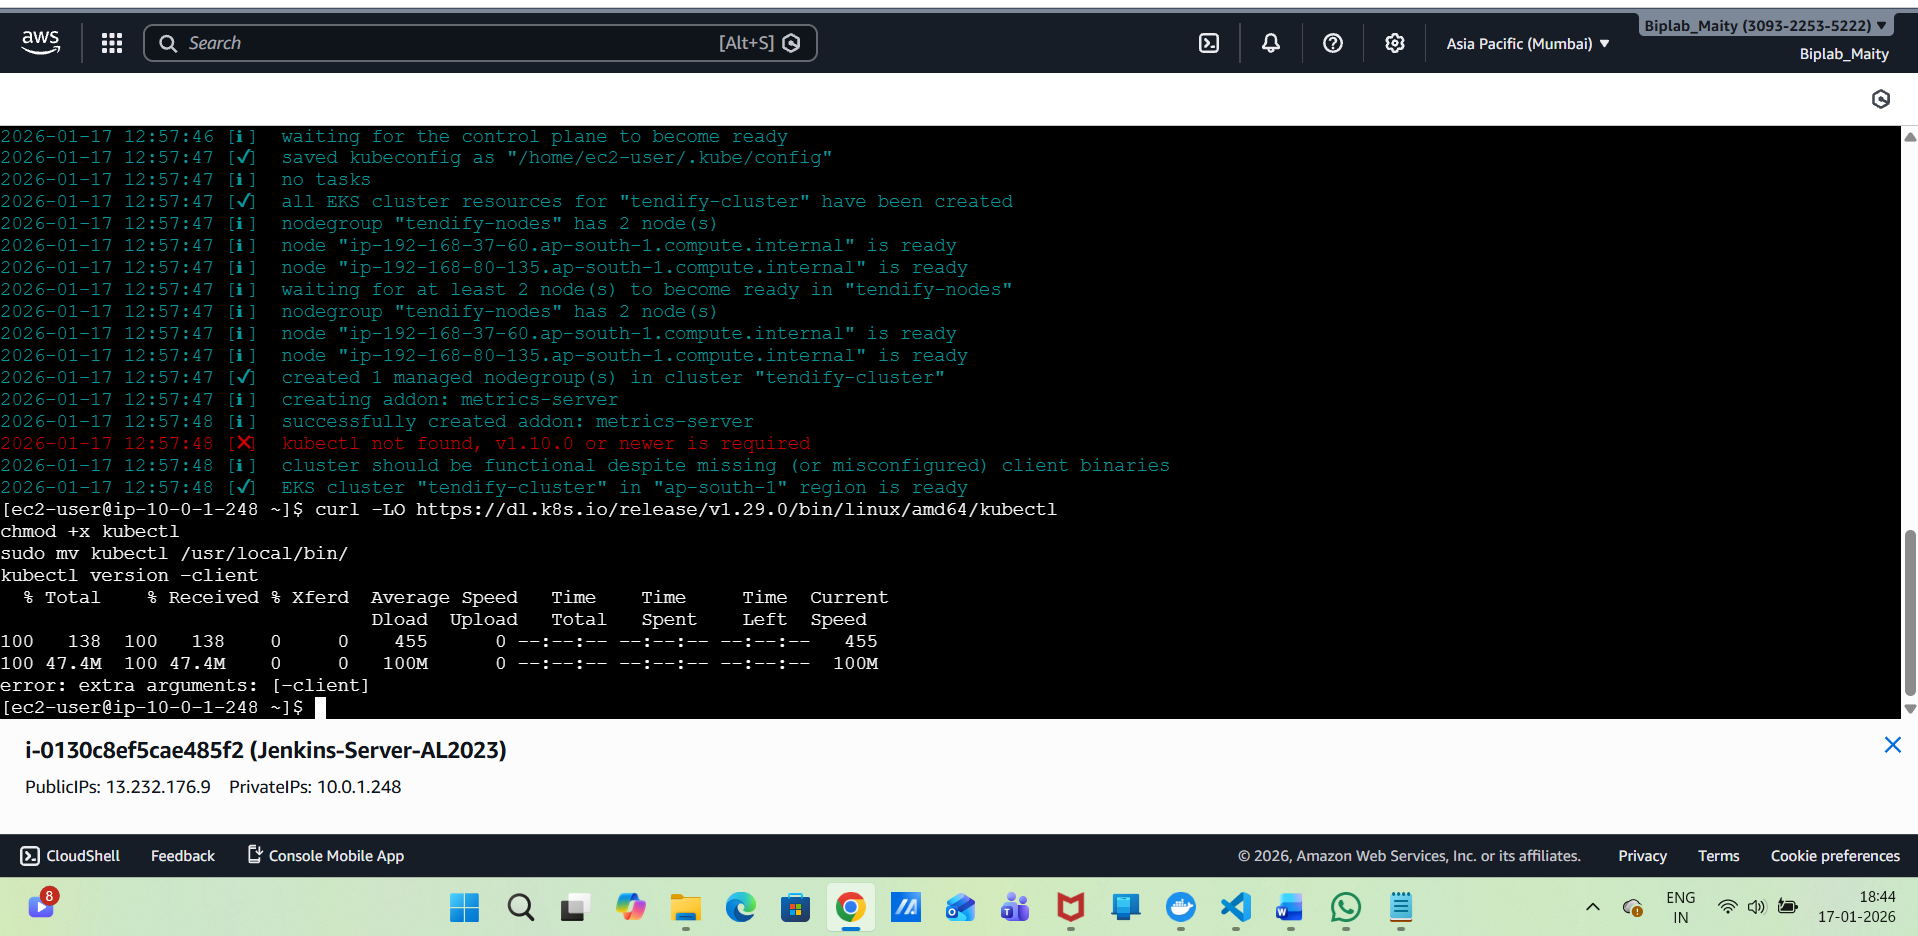 aws
Search
[Alt+S]
Asia Pacific (Mumbai) ▼
Biplab_Maity (3093-2253-5222) ▼
Biplab_Maity
2026-01-17 12:57:46 [ℹ]  waiting for the control plane to become ready
2026-01-17 12:57:47 [✔]  saved kubeconfig as "/home/ec2-user/.kube/config"
2026-01-17 12:57:47 [ℹ]  no tasks
2026-01-17 12:57:47 [✔]  all EKS cluster resources for "tendify-cluster" have been created
2026-01-17 12:57:47 [ℹ]  nodegroup "tendify-nodes" has 2 node(s)
2026-01-17 12:57:47 [ℹ]  node "ip-192-168-37-60.ap-south-1.compute.internal" is ready
2026-01-17 12:57:47 [ℹ]  node "ip-192-168-80-135.ap-south-1.compute.internal" is ready
2026-01-17 12:57:47 [ℹ]  waiting for at least 2 node(s) to become ready in "tendify-nodes"
2026-01-17 12:57:47 [ℹ]  nodegroup "tendify-nodes" has 2 node(s)
2026-01-17 12:57:47 [ℹ]  node "ip-192-168-37-60.ap-south-1.compute.internal" is ready
2026-01-17 12:57:47 [ℹ]  node "ip-192-168-80-135.ap-south-1.compute.internal" is ready
2026-01-17 12:57:47 [✔]  created 1 managed nodegroup(s) in cluster "tendify-cluster"
2026-01-17 12:57:47 [ℹ]  creating addon: metrics-server
2026-01-17 12:57:48 [ℹ]  successfully created addon: metrics-server
2026-01-17 12:57:48 [✖]  kubectl not found, v1.10.0 or newer is required
2026-01-17 12:57:48 [ℹ]  cluster should be functional despite missing (or misconfigured) client binaries
2026-01-17 12:57:48 [✔]  EKS cluster "tendify-cluster" in "ap-south-1" region is ready
[ec2-user@ip-10-0-1-248 ~]$ curl -LO https://dl.k8s.io/release/v1.29.0/bin/linux/amd64/kubectl
chmod +x kubectl
sudo mv kubectl /usr/local/bin/
kubectl version –client
  % Total    % Received % Xferd  Average Speed   Time    Time     Time  Current
                                 Dload  Upload   Total   Spent    Left  Speed
100   138  100   138    0     0    455      0 --:--:-- --:--:-- --:--:--   455
100 47.4M  100 47.4M    0     0   100M      0 --:--:-- --:--:-- --:--:--  100M
error: extra arguments: [–client]
[ec2-user@ip-10-0-1-248 ~]$
i-0130c8ef5cae485f2 (Jenkins-Server-AL2023)
PublicIPs: 13.232.176.9 PrivateIPs: 10.0.1.248
CloudShell Feedback Console Mobile App © 2026, Amazon Web Services, Inc. or its affiliates. Privacy Terms Cookie preferences
8
ENG
IN
18:44
17-01-2026